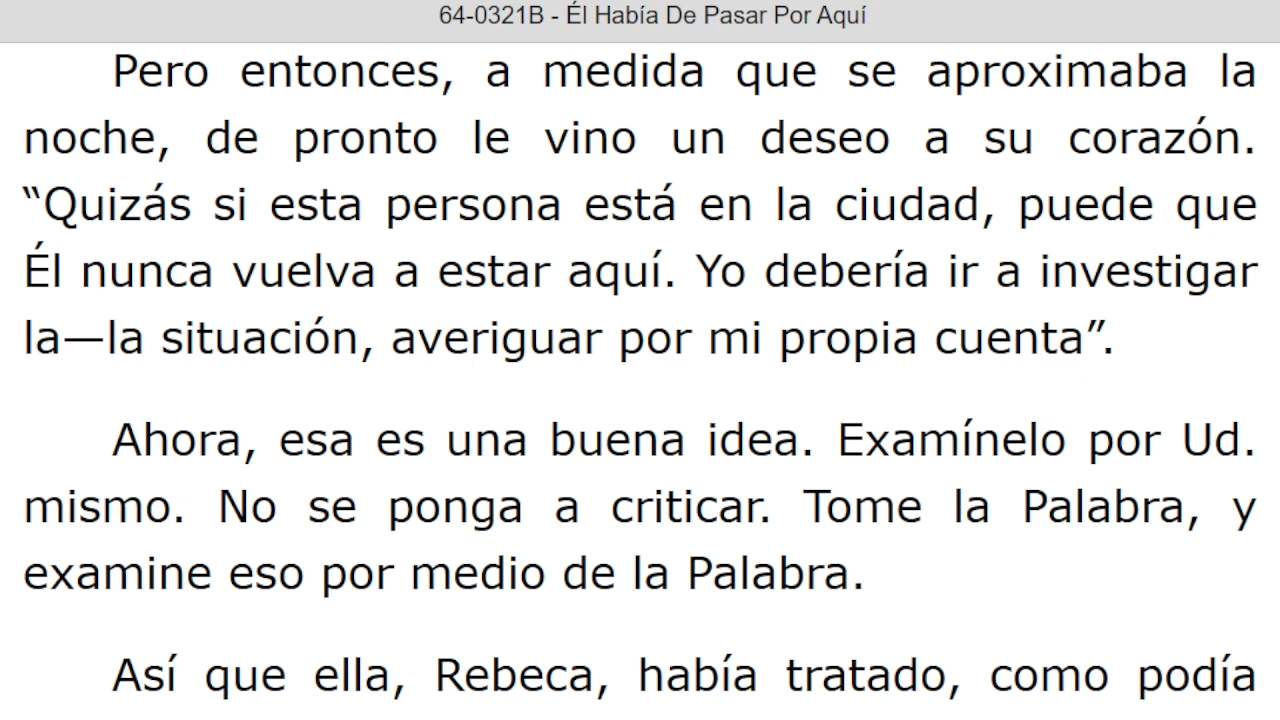 64-0321B - Él Había De Pasar Por Aquí
Pero entonces, a medida que se aproximaba la
noche, de pronto le vino un deseo a su corazón.
“Quizás si esta persona está en la ciudad, puede que
Él nunca vuelva a estar aquí. Yo debería ir a investigar
la—la situación, averiguar por mi propia cuenta”.
Ahora, esa es una buena idea. Examínelo por Ud.
mismo. No se ponga a criticar. Tome la Palabra, y
examine eso por medio de la Palabra.
Así que ella, Rebeca, había tratado, como podía